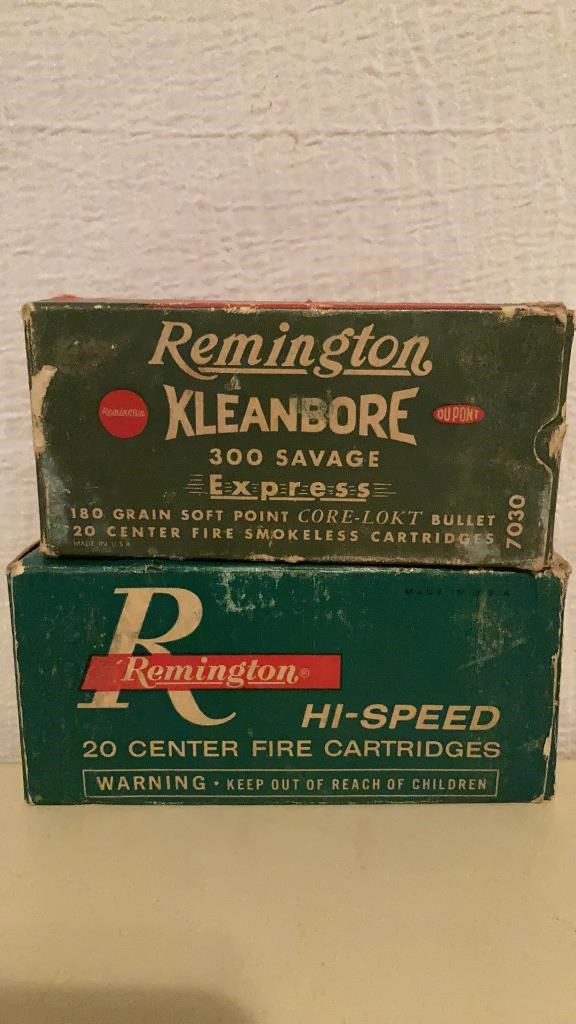 Remington
Remington KLEANBORE DU PONT
300 SAVAGE
Express
180 GRAIN SOFT POINT CORE-LOKT BULLET
20 CENTER FIRE SMOKELESS CARTRIDGES
MADE IN U.S.A.
7030
MADE IN U.S.A.
R
Remington®
HI-SPEED
20 CENTER FIRE CARTRIDGES
WARNING • KEEP OUT OF REACH OF CHILDREN